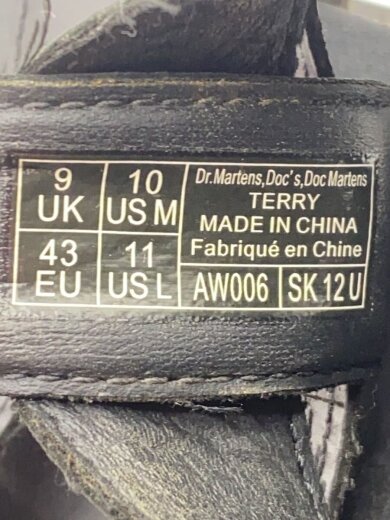 9 UK
10 US M
43 EU
11 US L
Dr.Martens,Doc's,Doc Martens
TERRY
MADE IN CHINA
Fabriqué en Chine
AW006
SK 12 U